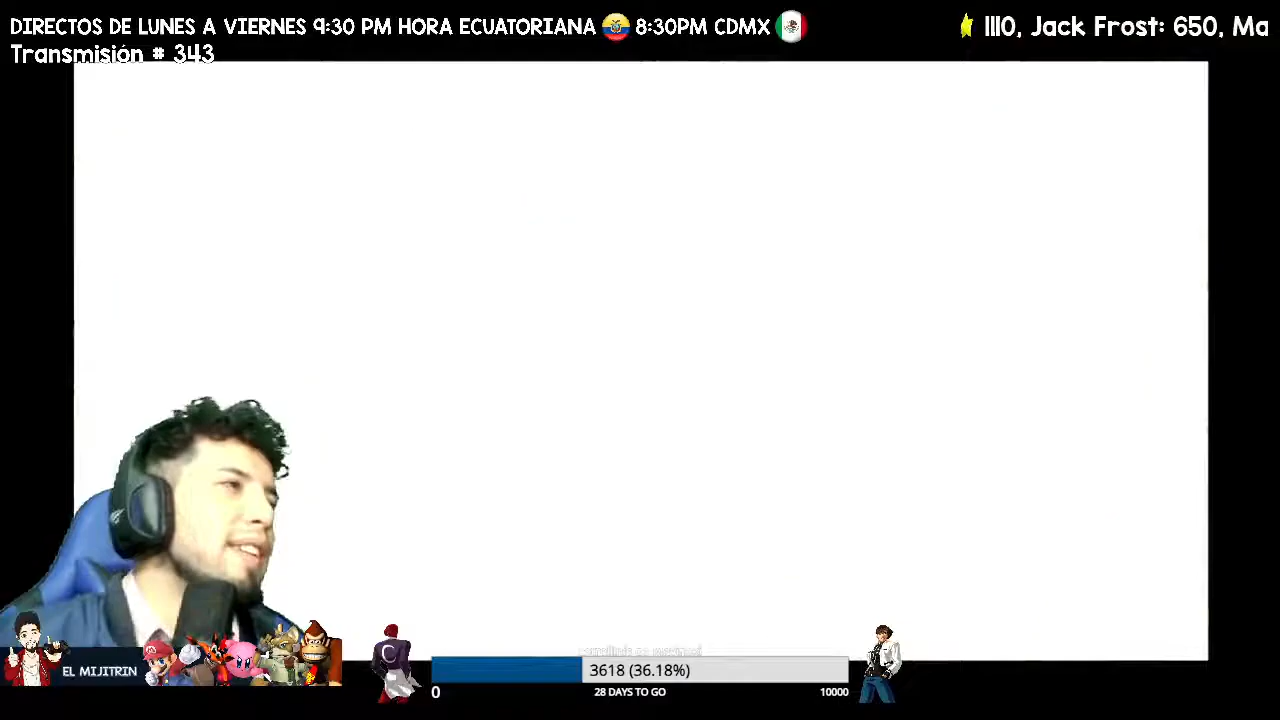 DIRECTOS DE LUNES A VIERNES 9:30 PM HORA ECUATORIANA 8:30PM CDMX
1110, Jack Frost: 650, Ma
Transmisión # 343
EL MIJITRIN
C
3618 (36.18%)
0
28 DAYS TO GO
10000